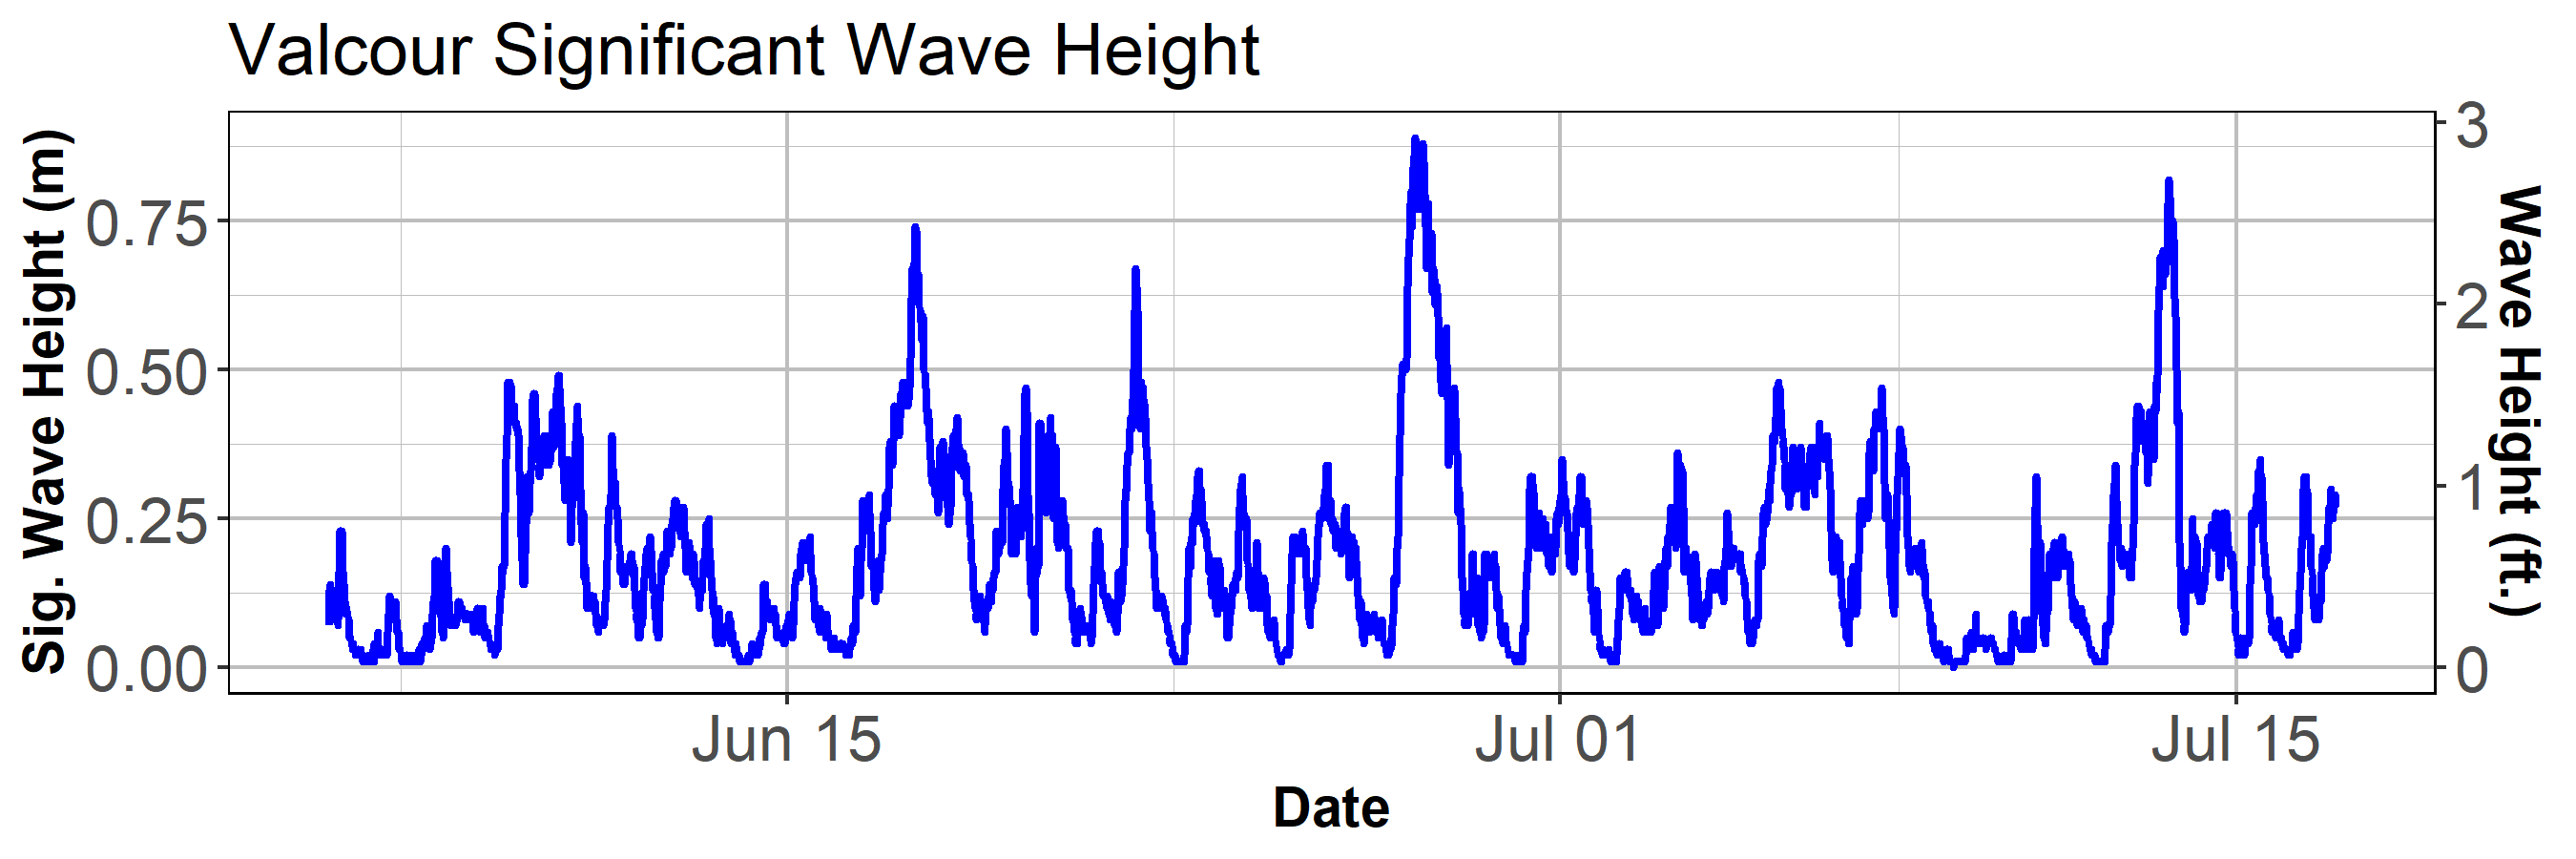 Valcour Significant Wave Height
Sig. Wave Height (m)
0.75
0.50
0.25
0.00
3
2
1
0
Wave Height (ft.)
Jun 15
Jul 01
Jul 15
Date